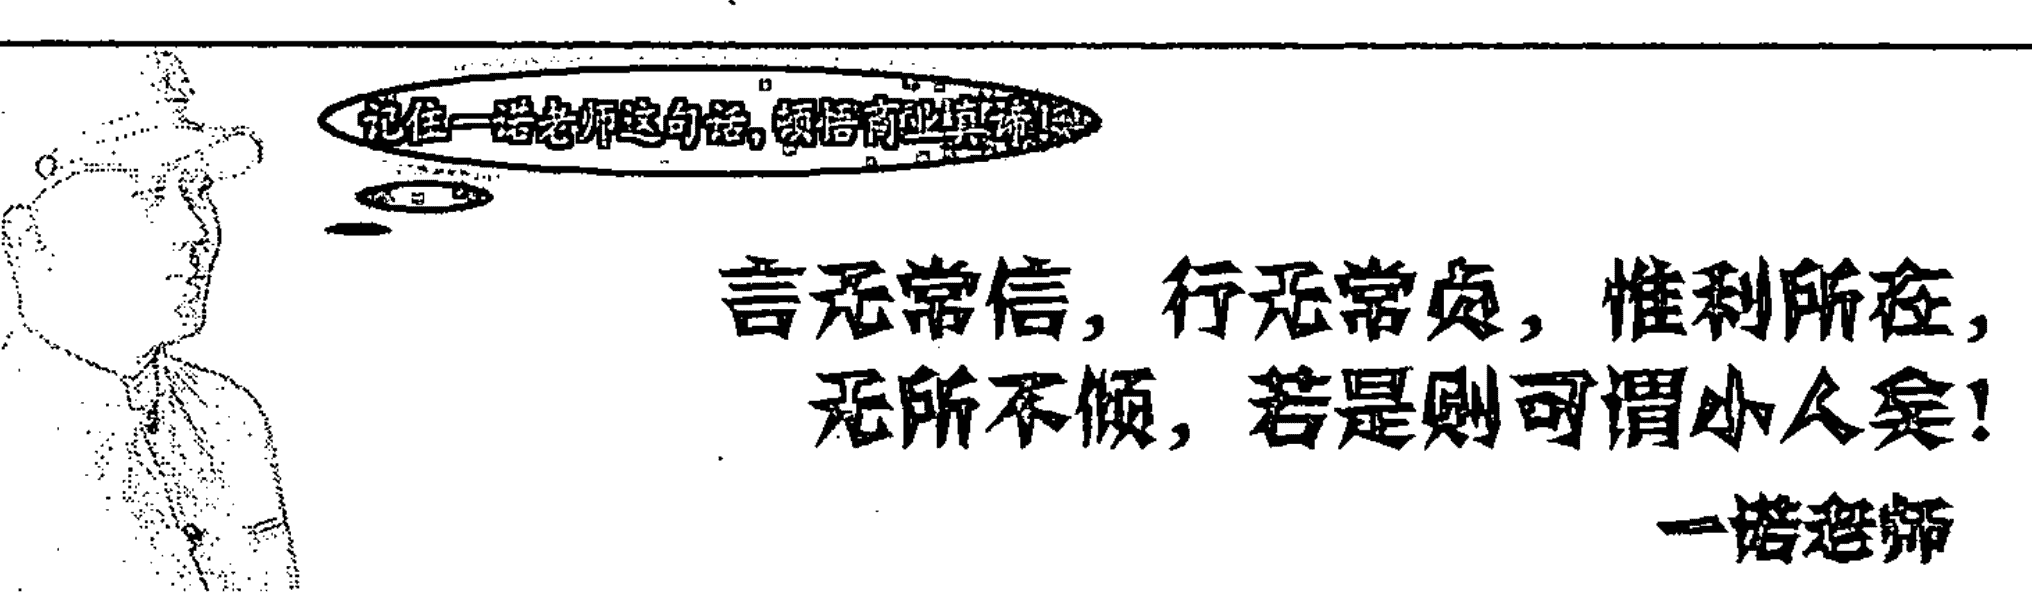 记住一诺老师这句话，顿悟商业真谛！
言无常信，行无常贞，惟利所在，
无所不倾，若是则可谓小人矣！
一诺老师